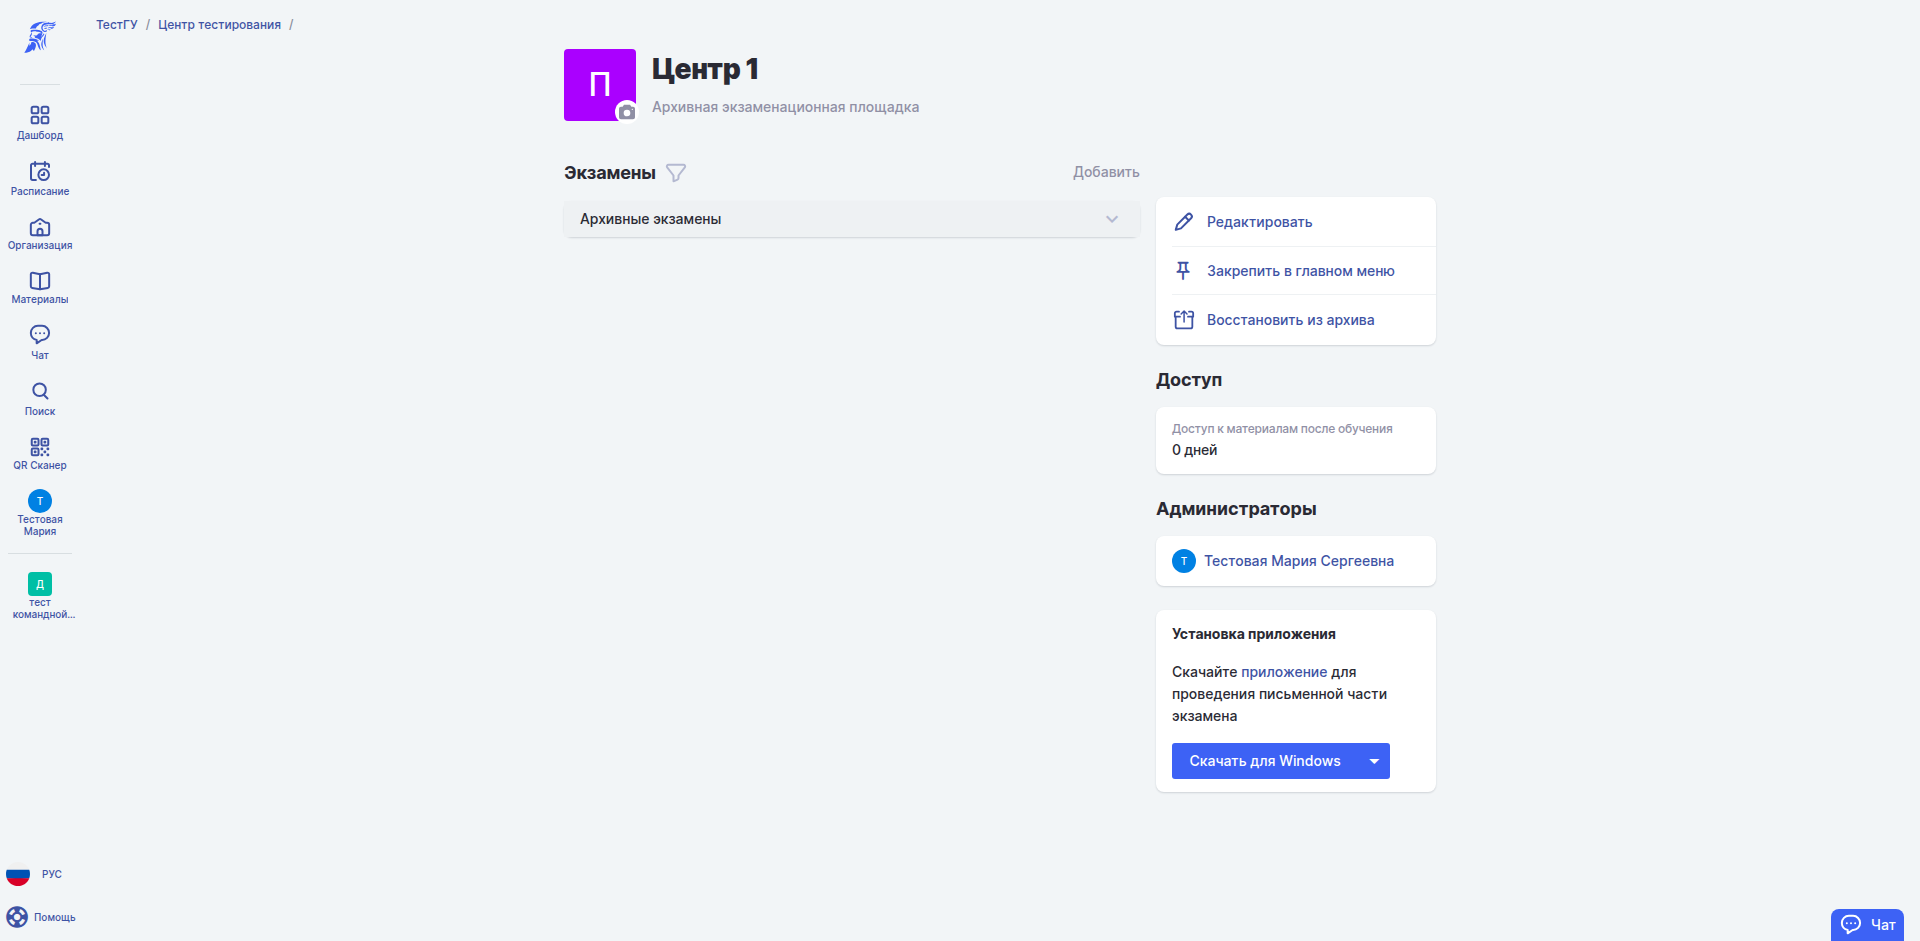 ТестГУ / Центр тестирования /
П
Центр 1
Архивная экзаменационная площадка
Дашборд
Расписание
Организация
Материалы
Чат
Поиск
QR Сканер
Т
Тестовая
Мария
Д
тест
командной...
РУС
Помощь
Экзамены
Добавить
Архивные экзамены
Редактировать
Закрепить в главном меню
Восстановить из архива
Доступ
Доступ к материалам после обучения
0 дней
Администраторы
Т Тестовая Мария Сергеевна
Установка приложения
Скачайте приложение для
проведения письменной части
экзамена
Скачать для Windows
Чат